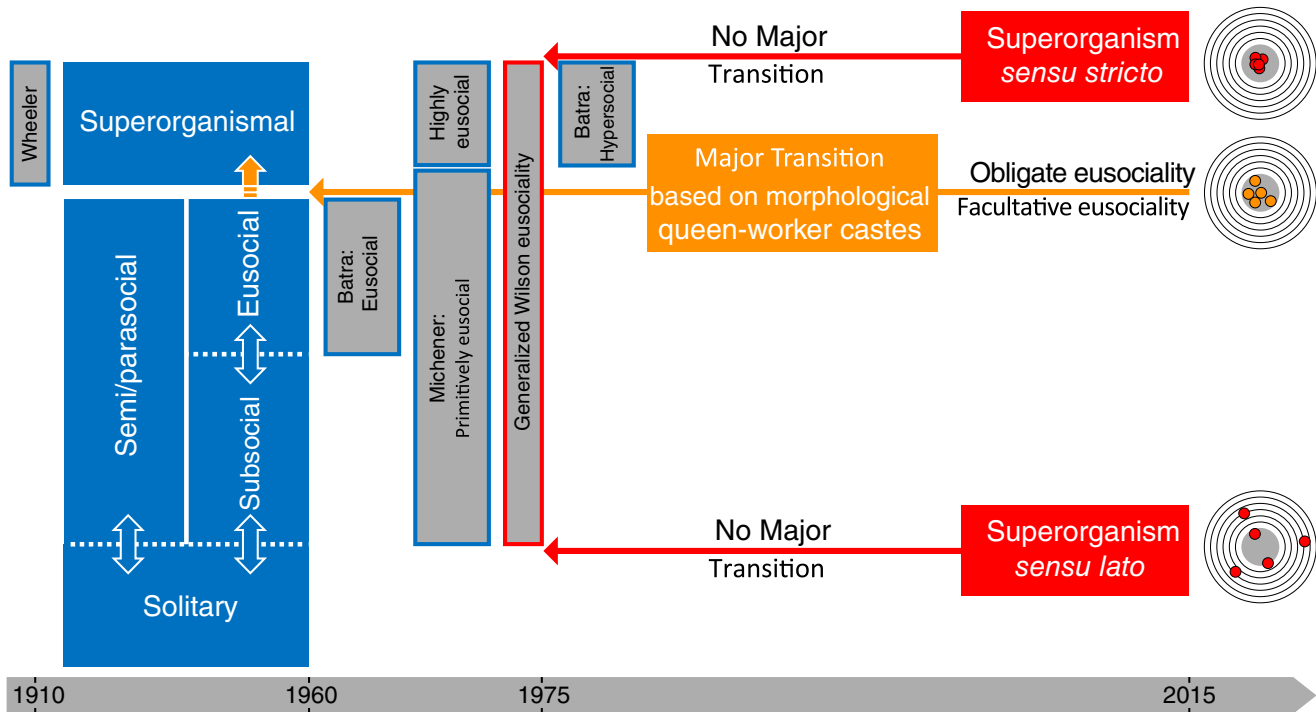 Wheeler
Superorganismal
Semi/parasocial
Eusocial
Subsocial
Solitary
Batra:
Eusocial
Highly
eusocial
Michener:
Primitively eusocial
Generalized Wilson eusociality
Batra:
Hypersocial
No Major
Transition
Superorganism
sensu stricto
Major Transition
based on morphological
queen-worker castes
Obligate eusociality
Facultative eusociality
No Major
Transition
Superorganism
sensu lato
1910
1960
1975
2015